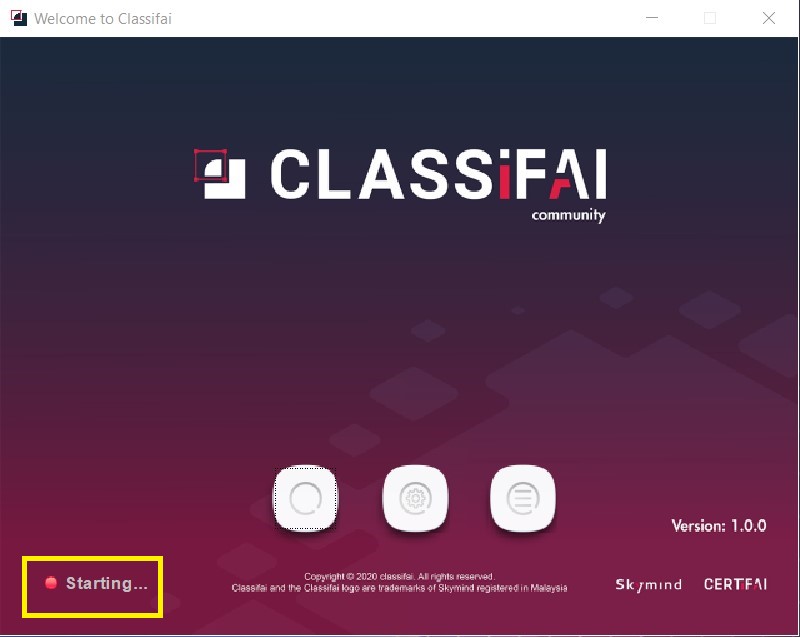 Welcome to Classifai
CLASSiFAI
community
Version: 1.0.0
Starting...
Copyright © 2020 classifai. All rights reserved.
Classifai and the Classifai logo are trademarks of Skymind registered in Malaysia
Skymind
CERTiFAI